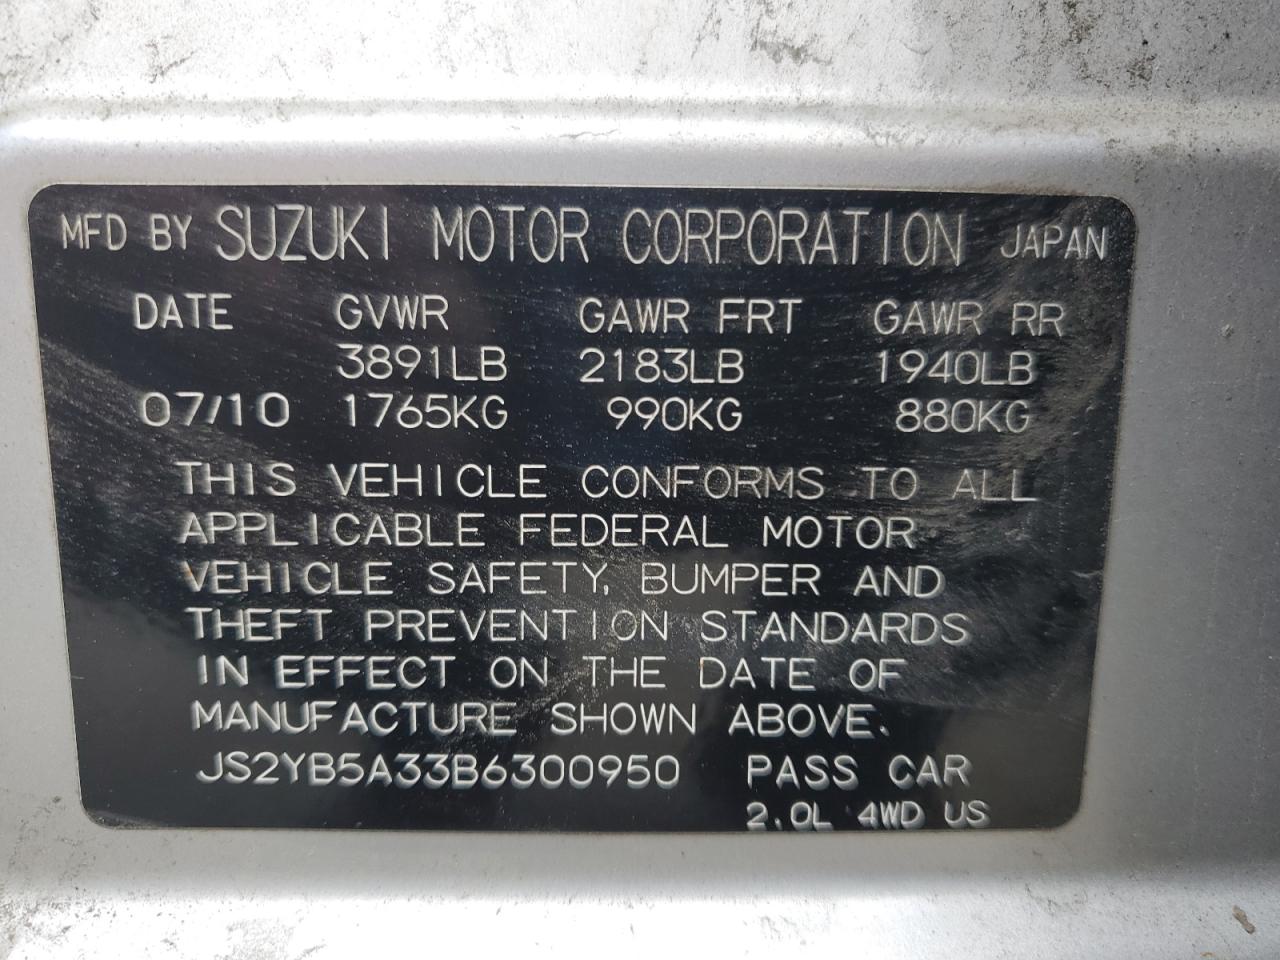 MFD BY SUZUKI MOTOR CORPORATION JAPAN
DATE GVWR GAWR FRT GAWR RR
3891LB 2183LB 1940LB
07/10 1765KG 990KG 880KG
THIS VEHICLE CONFORMS TO ALL
APPLICABLE FEDERAL MOTOR
VEHICLE SAFETY, BUMPER AND
THEFT PREVENTION STANDARDS
IN EFFECT ON THE DATE OF
MANUFACTURE SHOWN ABOVE.
JS2YB5A33B6300950 PASS CAR
2.0L 4WD US